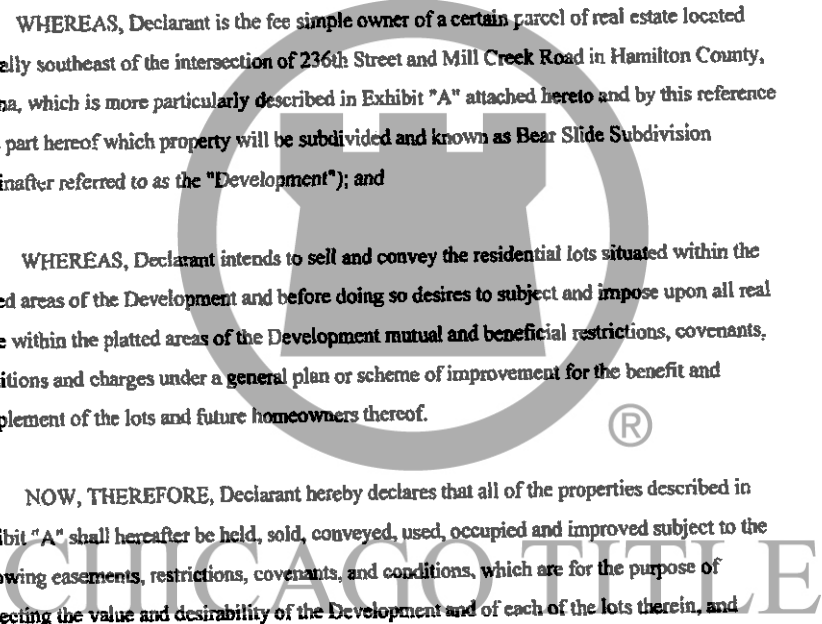 WHEREAS, Declarant is the fee simple owner of a certain parcel of real estate located
ally southeast of the intersection of 236th Street and Mill Creek Road in Hamilton County,
na, which is more particularly described in Exhibit "A" attached hereto and by this reference
part hereof which property will be subdivided and known as Bear Slide Subdivision
inafter referred to as the "Development"); and
WHEREAS, Declarant intends to sell and convey the residential lots situated within the
ed areas of the Development and before doing so desires to subject and impose upon all real
e within the platted areas of the Development mutual and beneficial restrictions, covenants,
itions and charges under a general plan or scheme of improvement for the benefit and
plement of the lots and future homeowners thereof.
®
NOW, THEREFORE, Declarant hereby declares that all of the properties described in
ibit "A" shall hereafter be held, sold, conveyed, used, occupied and improved subject to the
owing easements, restrictions, covenants, and conditions, which are for the purpose of
CHICAGO TITLE
ecting the value and desirability of the Development and of each of the lots therein, and